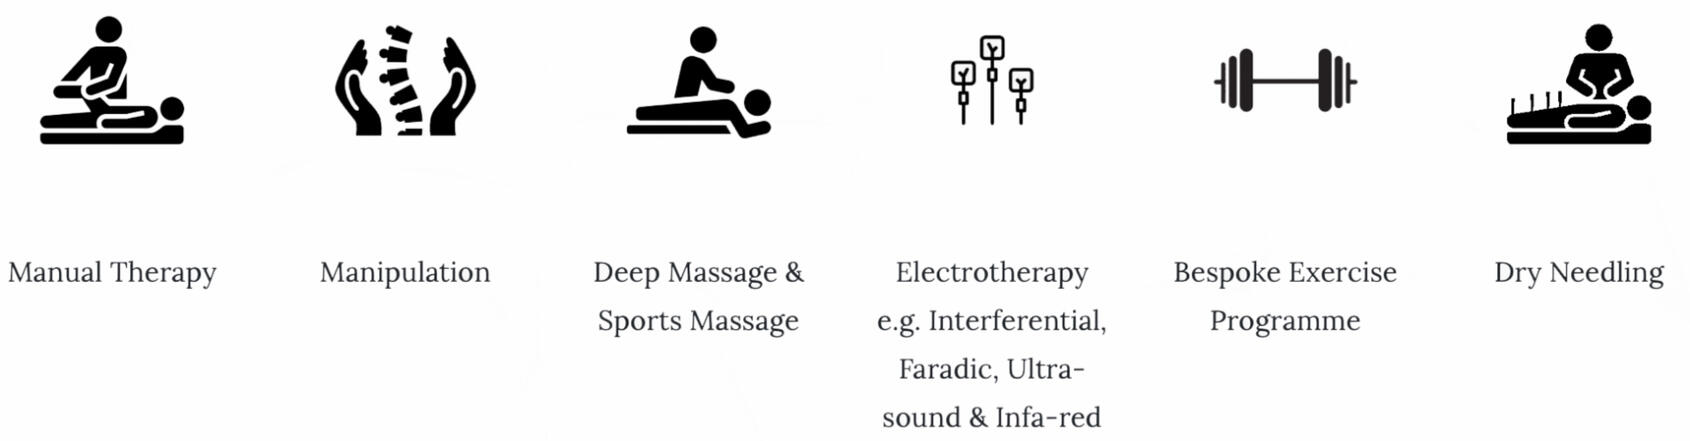 Manual Therapy
Manipulation
Deep Massage &
Sports Massage
Electrotherapy
e.g. Interferential,
Faradic, Ultra-
sound & Infa-red
Bespoke Exercise
Programme
Dry Needling